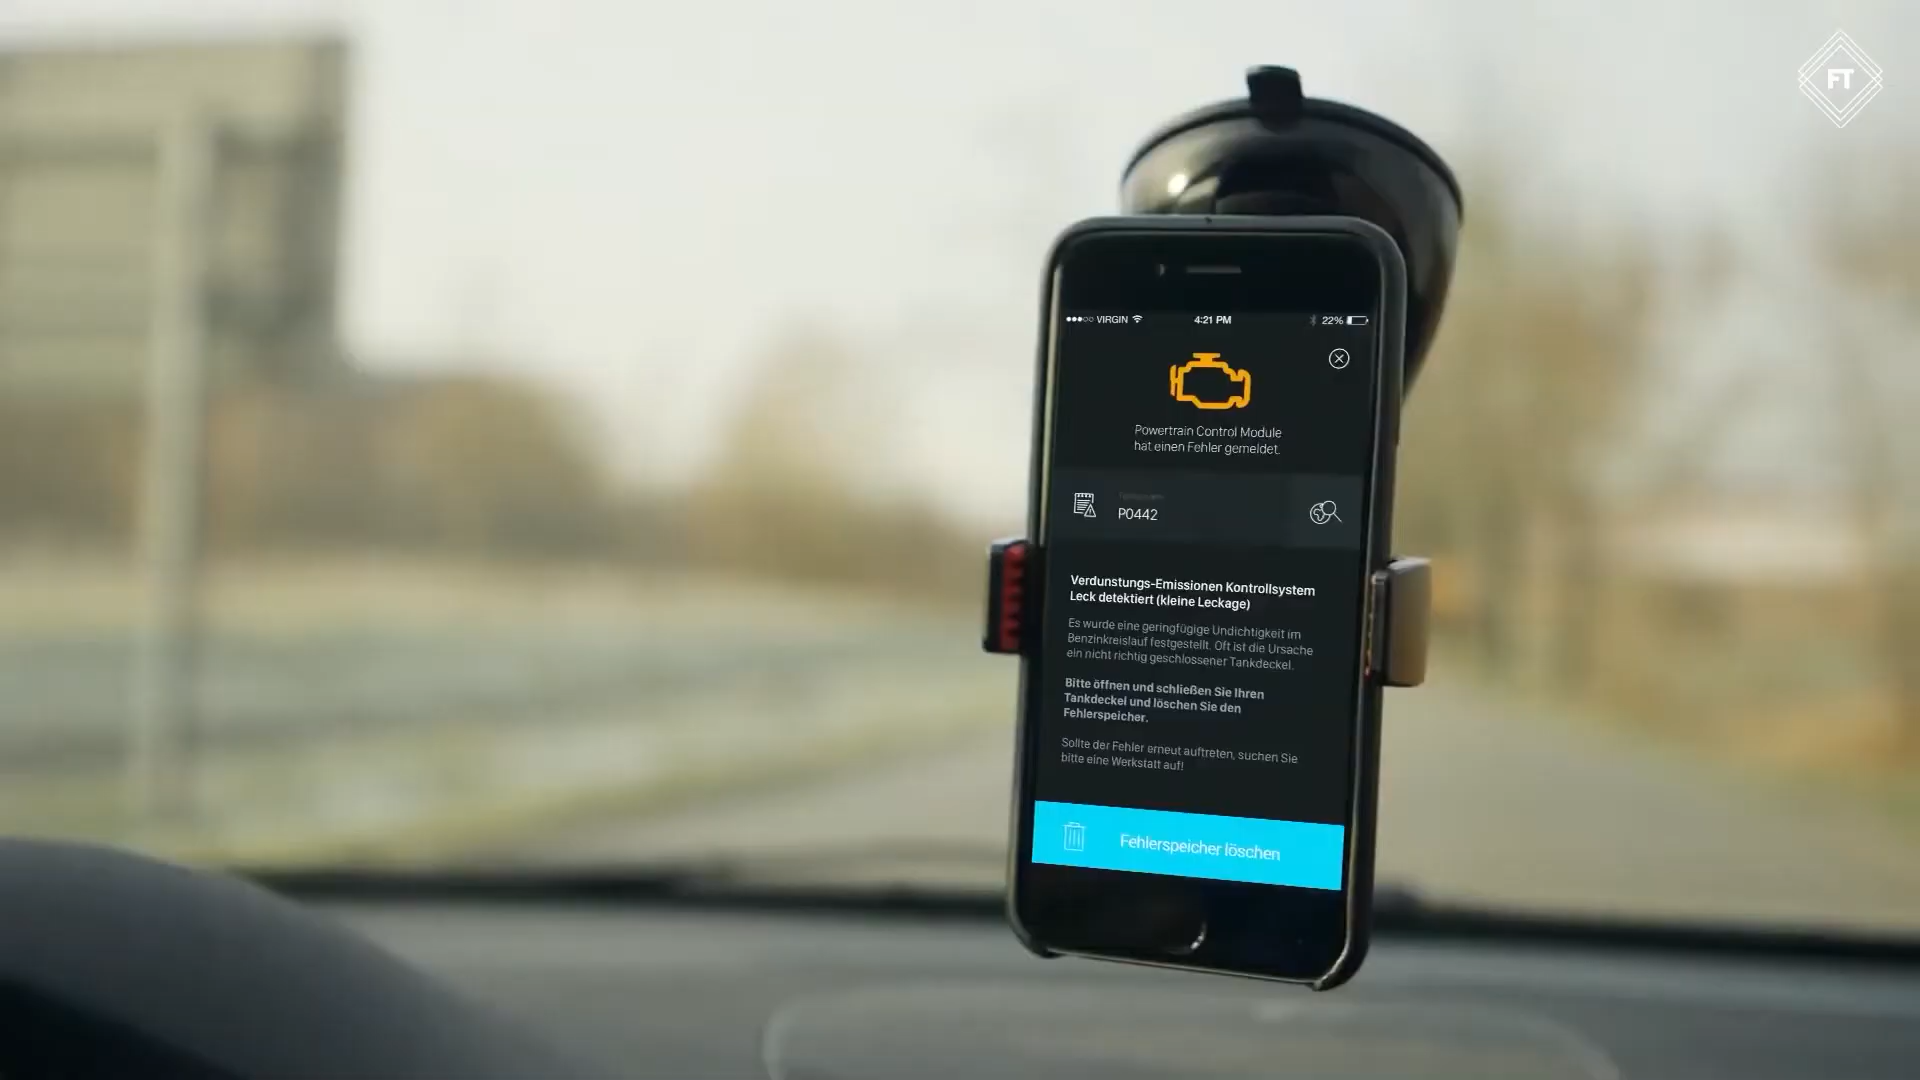 FT
VIRGIN 4:21 PM 22%
Powertrain Control Module
hat einen Fehler gemeldet.
P0442
Verdunstungs-Emissionen Kontrollsystem
Leck detektiert (kleine Leckage)
Es wurde eine geringfügige Undichtigkeit im
Benzinkreislauf festgestellt. Oft ist die Ursache
ein nicht richtig geschlossener Tankdeckel.
Bitte öffnen und schließen Sie Ihren
Tankdeckel und löschen Sie den
Fehlerspeicher.
Sollte der Fehler erneut auftreten, suchen Sie
bitte eine Werkstatt auf!
Fehlerspeicher löschen